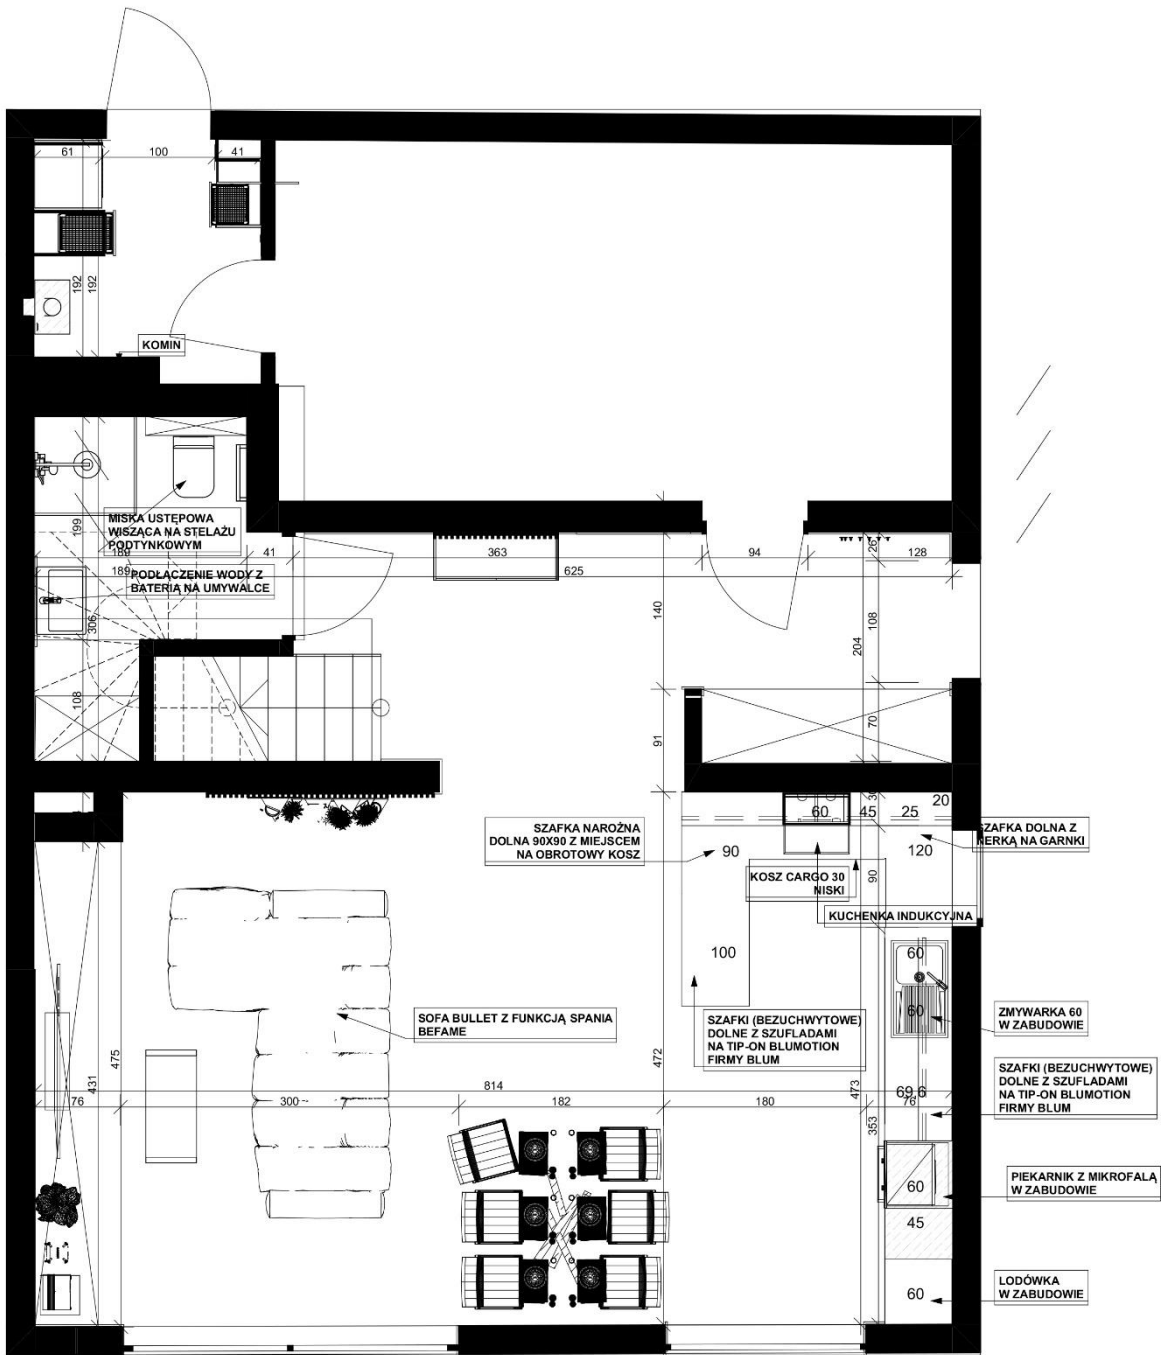 61
100
41
192
192
KOMIN
MISKA USTĘPOWA
WISZĄCA NA STELAŻU
PODTYNKOWYM
199
189
41
363
94
26
128
189
625
PODŁĄCZENIE WODY Z
BATERIĄ NA UMYWALCE
306
140
108
204
108
70
91
30
60
45
25
20
SZAFKA NAROŻNA
DOLNA 90X90 Z MIEJSCEM
NA OBROTOWY KOSZ
90
120
SZAFKA DOLNA Z
NERKĄ NA GARNKI
KOSZ CARGO 30
NISKI
90
KUCHENKA INDUKCYJNA
100
60
SOFA BULLET Z FUNKCJĄ SPANIA
BEFAME
SZAFKI (BEZUCHWYTOWE)
DOLNE Z SZUFLADAMI
NA TIP-ON BLUMOTION
FIRMY BLUM
60
ZMYWARKA 60
W ZABUDOWIE
475
431
472
473
814
69,6
SZAFKI (BEZUCHWYTOWE)
DOLNE Z SZUFLADAMI
NA TIP-ON BLUMOTION
FIRMY BLUM
76
300
182
180
76
353
PIEKARNIK Z MIKROFALĄ
W ZABUDOWIE
60
45
LODÓWKA
W ZABUDOWIE
60